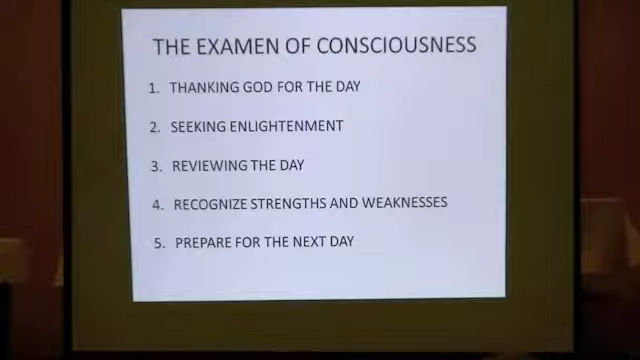 THE EXAMEN OF CONSCIOUSNESS
1. THANKING GOD FOR THE DAY
2. SEEKING ENLIGHTENMENT
3. REVIEWING THE DAY
4. RECOGNIZE STRENGTHS AND WEAKNESSES
5. PREPARE FOR THE NEXT DAY